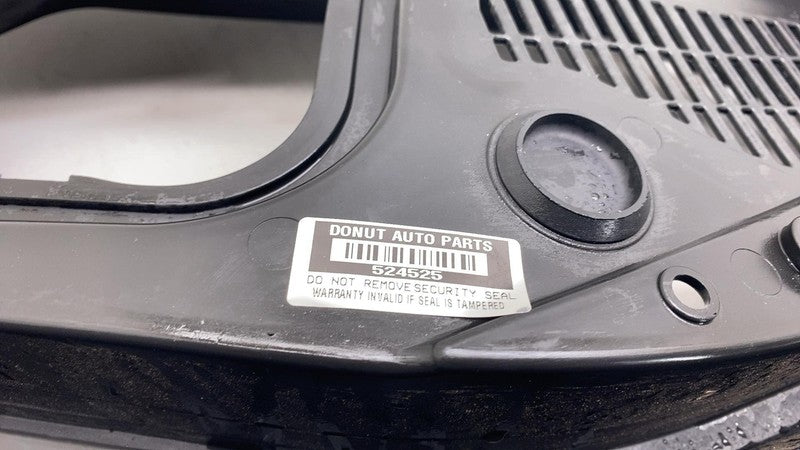 DONUT AUTO PARTS
524525
DO NOT REMOVE SECURITY SEAL
WARRANTY INVALID IF SEAL IS TAMPERED